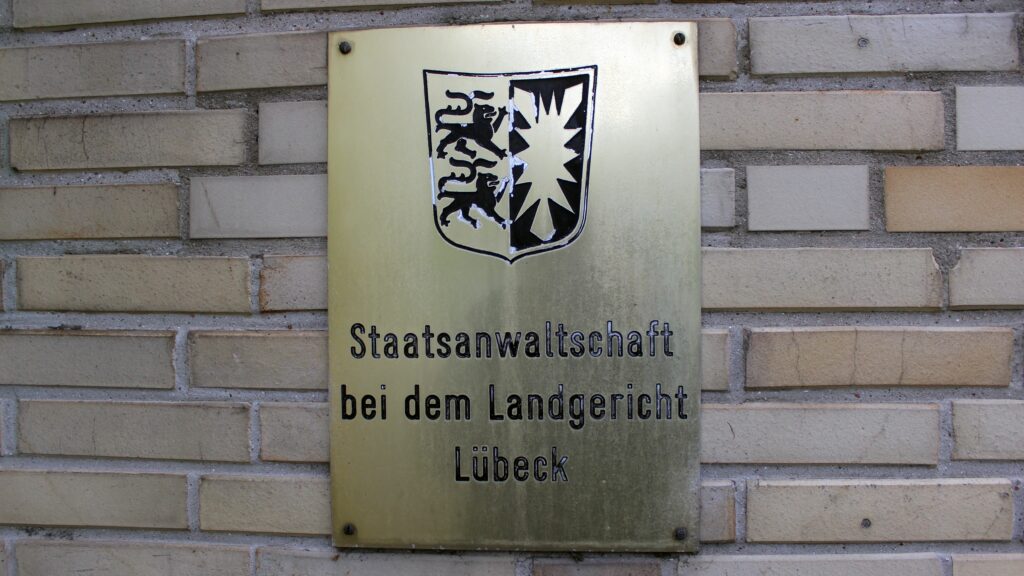 Staatsanwaltschaft
bei dem Landgericht
Lübeck